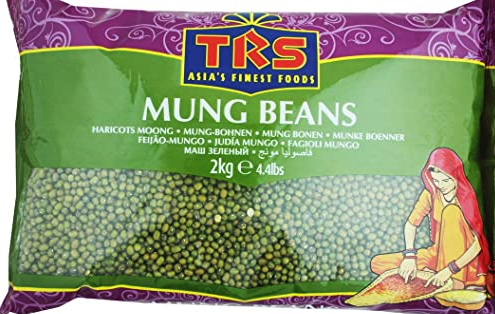 TRS
ASIA'S FINEST FOODS
MUNG BEANS
HARICOTS MOONG • MUNG-BOHNEN • MUNG BONEN • MUNKE BOENNER
FEIJÃO-MUNGO • JUDÍA MUNGO • FAGIOLI MUNGO
МАШ ЗЕЛЕНЫЙ • فاصوليا مونج
2kg e 4.4lbs